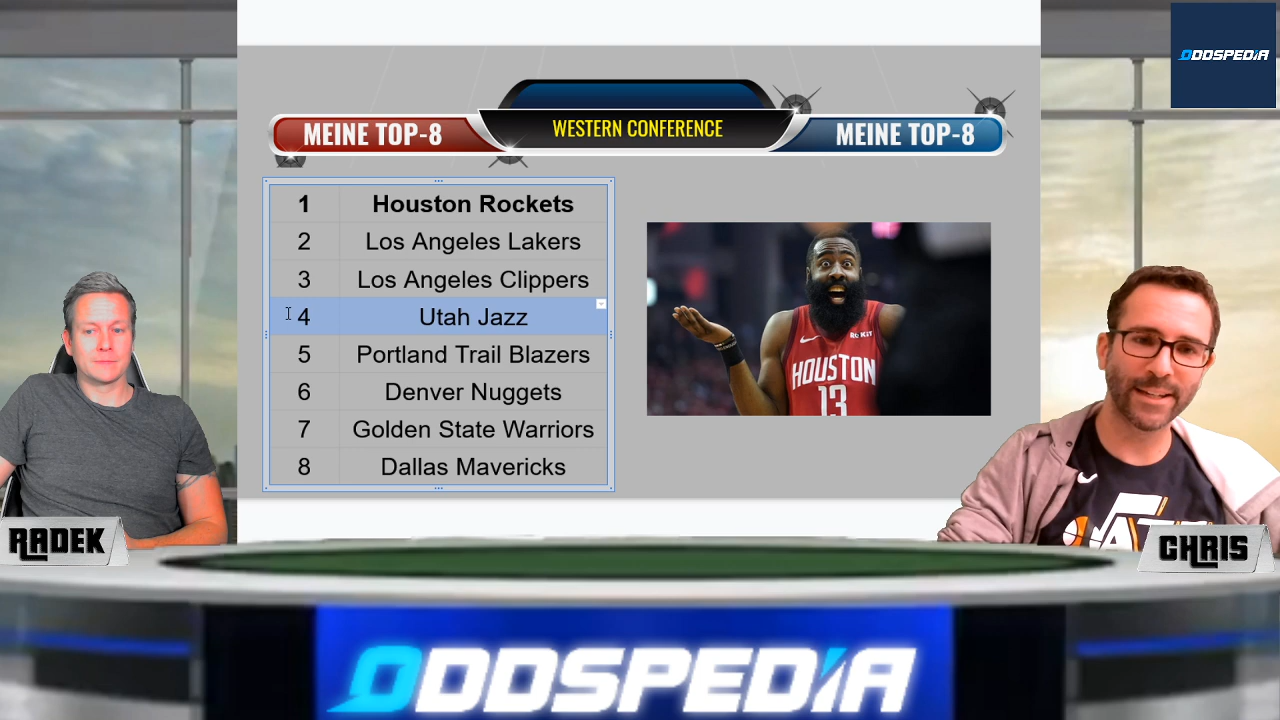 ODDSPEDIA
MEINE TOP-8
WESTERN CONFERENCE
MEINE TOP-8
1 Houston Rockets
2 Los Angeles Lakers
3 Los Angeles Clippers
4 Utah Jazz
5 Portland Trail Blazers
6 Denver Nuggets
7 Golden State Warriors
8 Dallas Mavericks
ROKiT
HOUSTON
13
RADEK
CHRIS
ODDSPEDIA